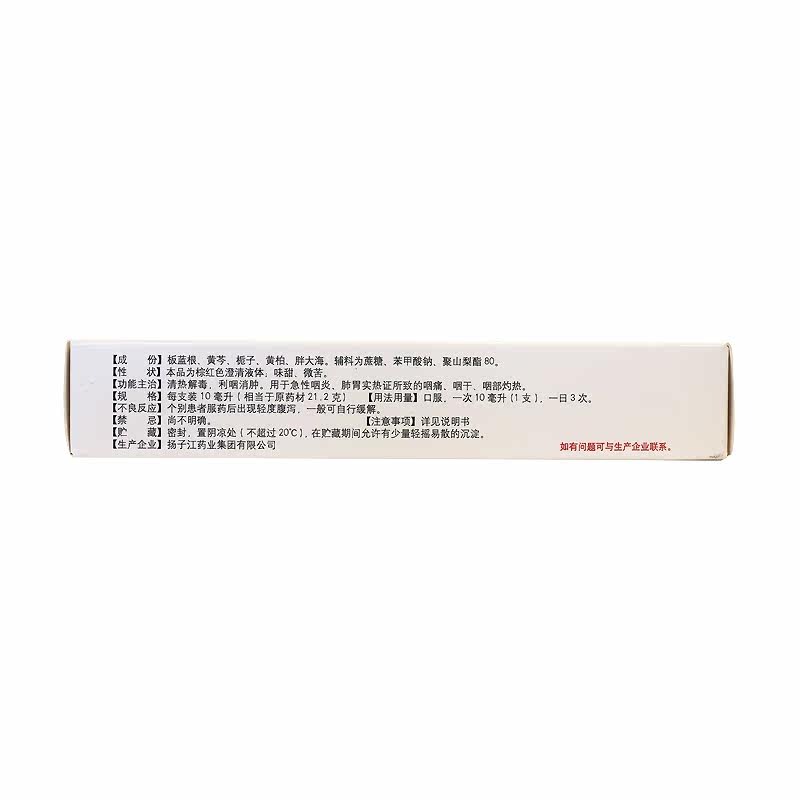 【成　份】板蓝根、黄芩、栀子、黄柏、胖大海。辅料为蔗糖、苯甲酸钠、聚山梨酯80。
【性　状】本品为棕红色澄清液体；味甜、微苦。
【功能主治】清热解毒，利咽消肿。用于急性咽炎、肺胃实热证所致的咽痛、咽干、咽部灼热。
【规　格】每支装10毫升（相当于原药材21.2克）　【用法用量】口服，一次10毫升（1支），一日3次。
【不良反应】个别患者服药后出现轻度腹泻，一般可自行缓解。
【禁　忌】尚不明确。　【注意事项】详见说明书
【贮　藏】密封，置阴凉处（不超过20℃），在贮藏期间允许有少量轻摇易散的沉淀。
【生产企业】扬子江药业集团有限公司　如有问题可与生产企业联系。